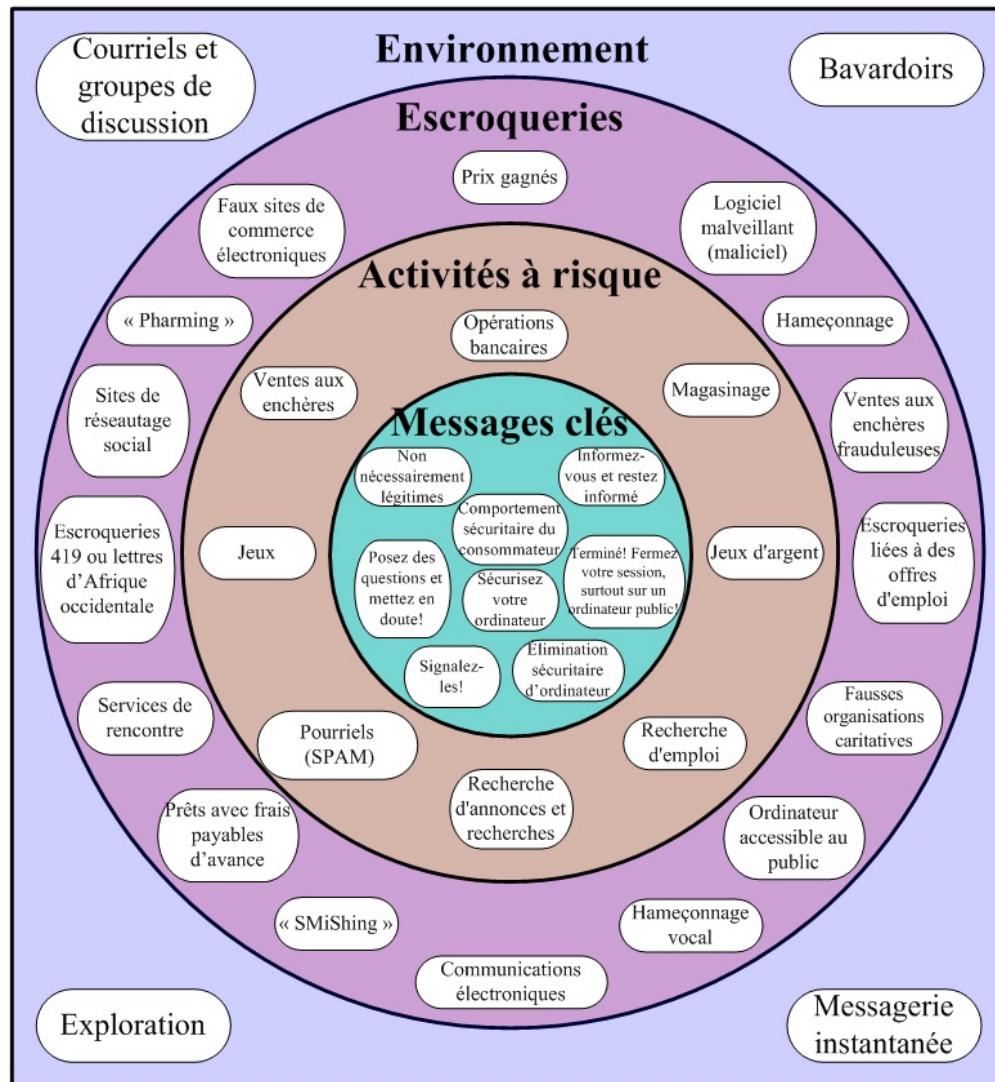 Environnement
Courriels et
groupes de
discussion
Bavardoirs
Escroqueries
Prix gagnés
Faux sites de
commerce
électroniques
Logiciel
malveillant
(maliciel)
« Pharming »
Hameçonnage
Sites de
réseautage
social
Ventes aux
enchères
frauduleuses
Escroqueries
419 ou lettres
d’Afrique
occidentale
Escroqueries
liées à des
offres
d'emploi
Services de
rencontre
Fausses
organisations
caritatives
Prêts avec frais
payables
d’avance
Ordinateur
accessible au
public
« SMiShing »
Hameçonnage
vocal
Communications
électroniques
Activités à risque
Opérations
bancaires
Ventes aux
enchères
Magasinage
Jeux
Jeux d'argent
Pourriels
(SPAM)
Recherche
d'emploi
Recherche
d'annonces et
recherches
Messages clés
Non
nécessairement
légitimes
Informez-
vous et restez
informé
Comportement
sécuritaire du
consommateur
Posez des
questions et
mettez en
doute!
Sécurisez
votre
ordinateur
Terminé! Fermez
votre session,
surtout sur un
ordinateur public!
Signalez-
les!
Élimination
sécuritaire
d’ordinateur
Exploration
Messagerie
instantanée